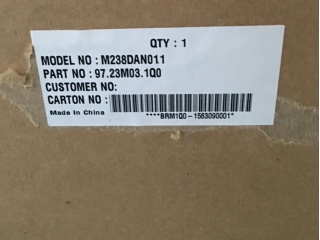 QTY : 1
MODEL NO : M238DAN011
PART NO : 97.23M03.1Q0
CUSTOMER NO:
CARTON NO :
Made in China
****BRM1Q0-1583090001*